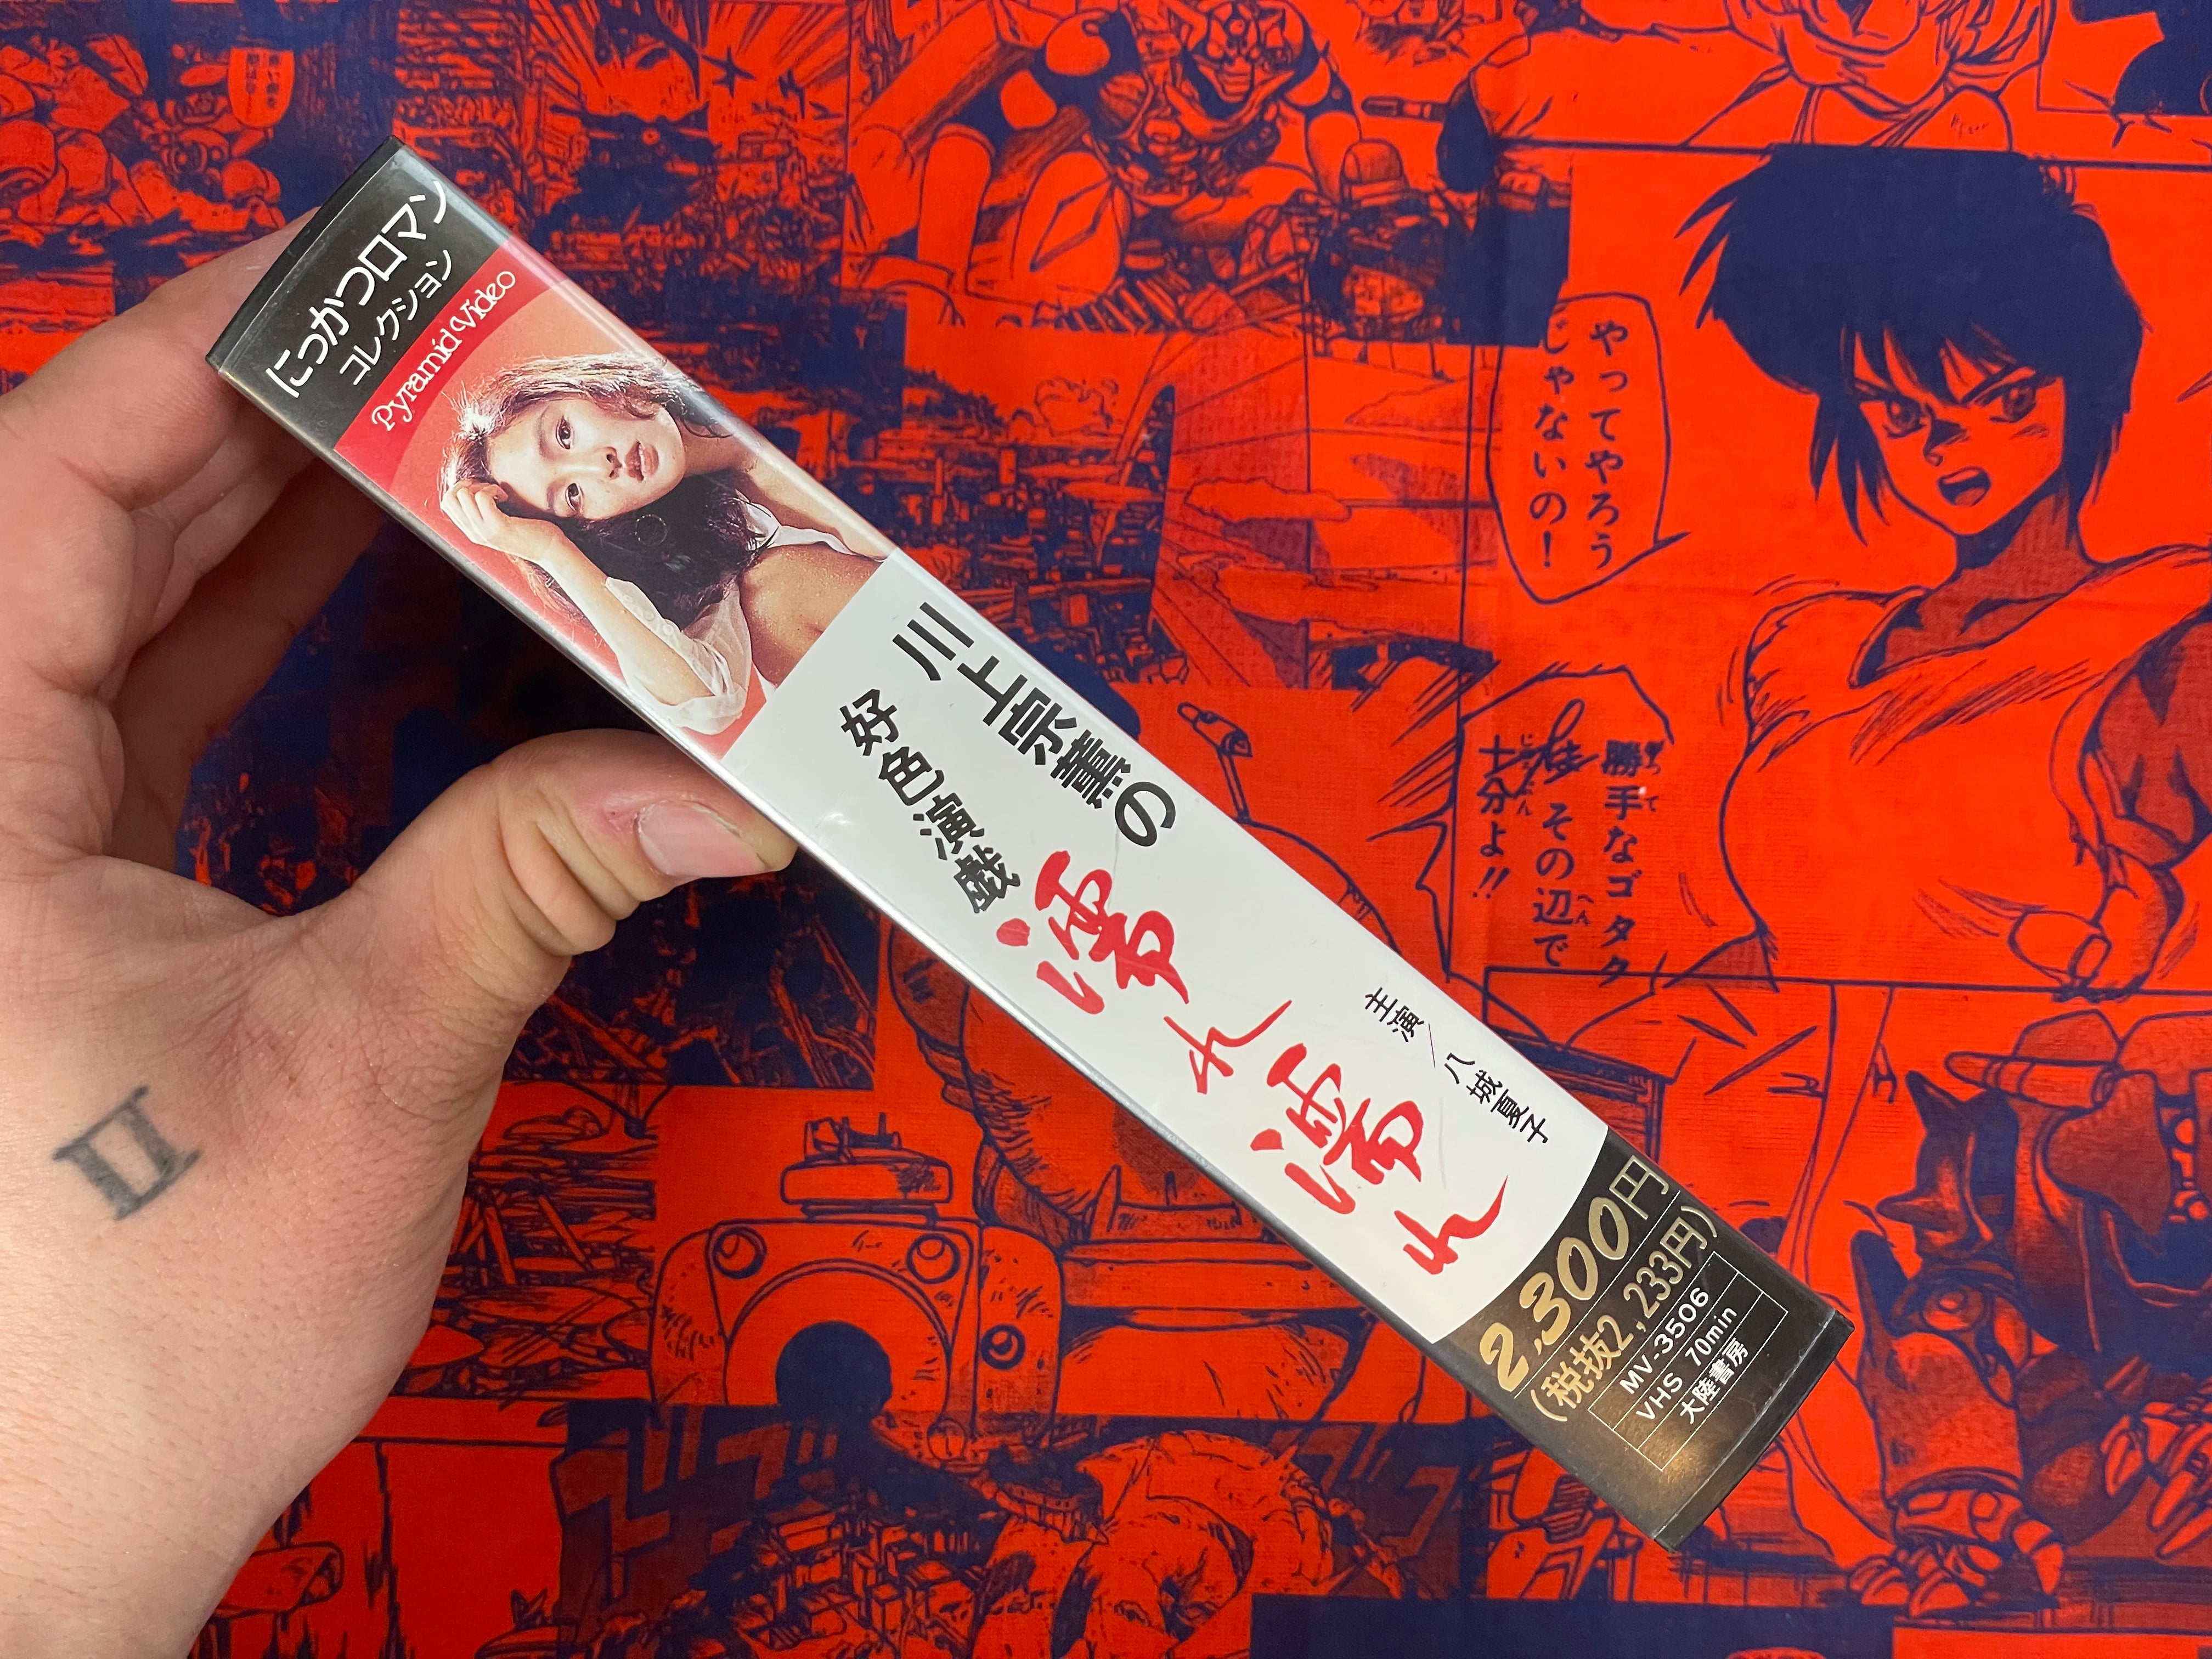 にっかつロマン
コレクション
Pyramid Video
川上宗薫の
好色演戯
濡れ濡れ
主演/八城夏子
2,300円
(税抜2,233円)
MV-3506
VHS 70min
大陸書房
やってやろう
じゃないの!
勝手なゴタク
その辺で
十分よ!!